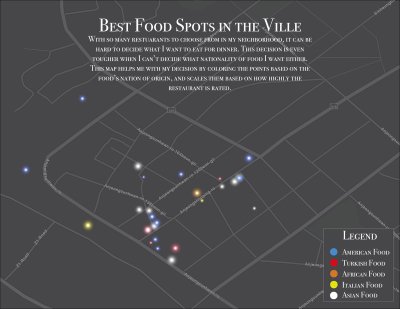 Best Food Spots in the Ville
With so many restuarants to choose from in my neighborhood, it can be
hard to decide what I want to eat for dinner. This decision is even
tougher when I can't decide what nationality of food I want either.
This map helps me with my decision by coloring the points based on the
food's nation of origin, and scales them based on how highly the
restaurant is rated.
Legend
American Food
Turkish Food
African Food
Italian Food
Asian Food